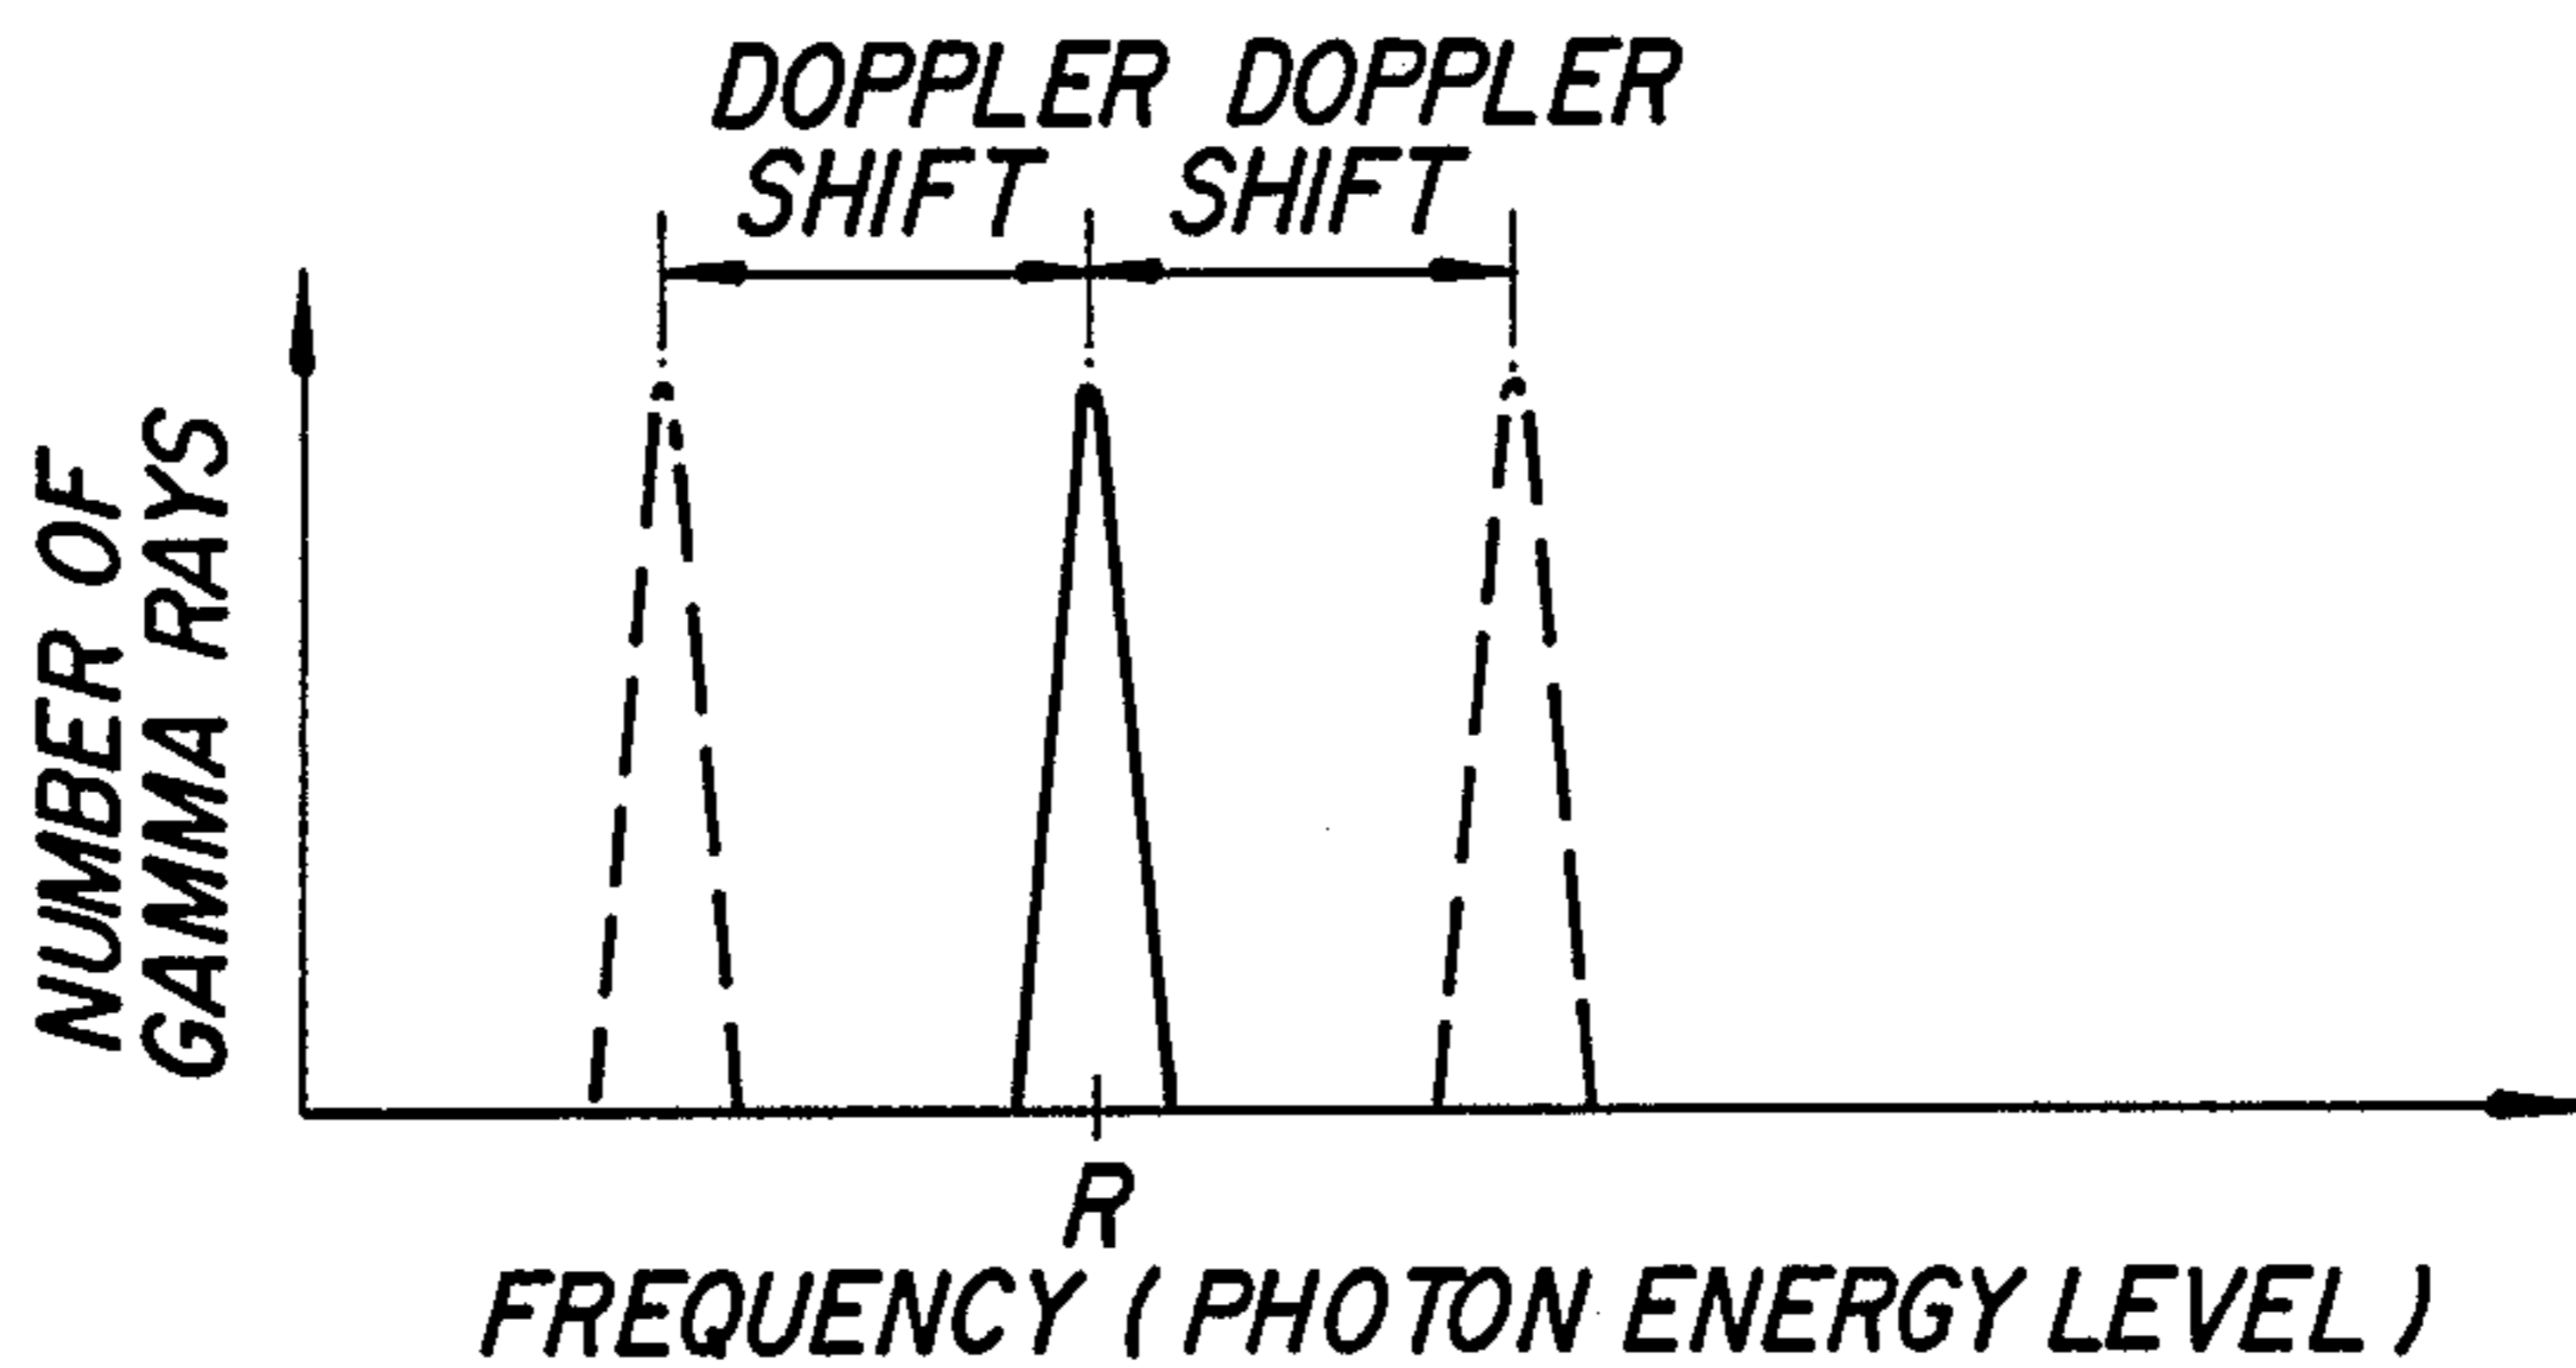 DOPPLER DOPPLER
SHIFT SHIFT
NUMBER OF
GAMMA RAYS
R
FREQUENCY ( PHOTON ENERGY LEVEL )